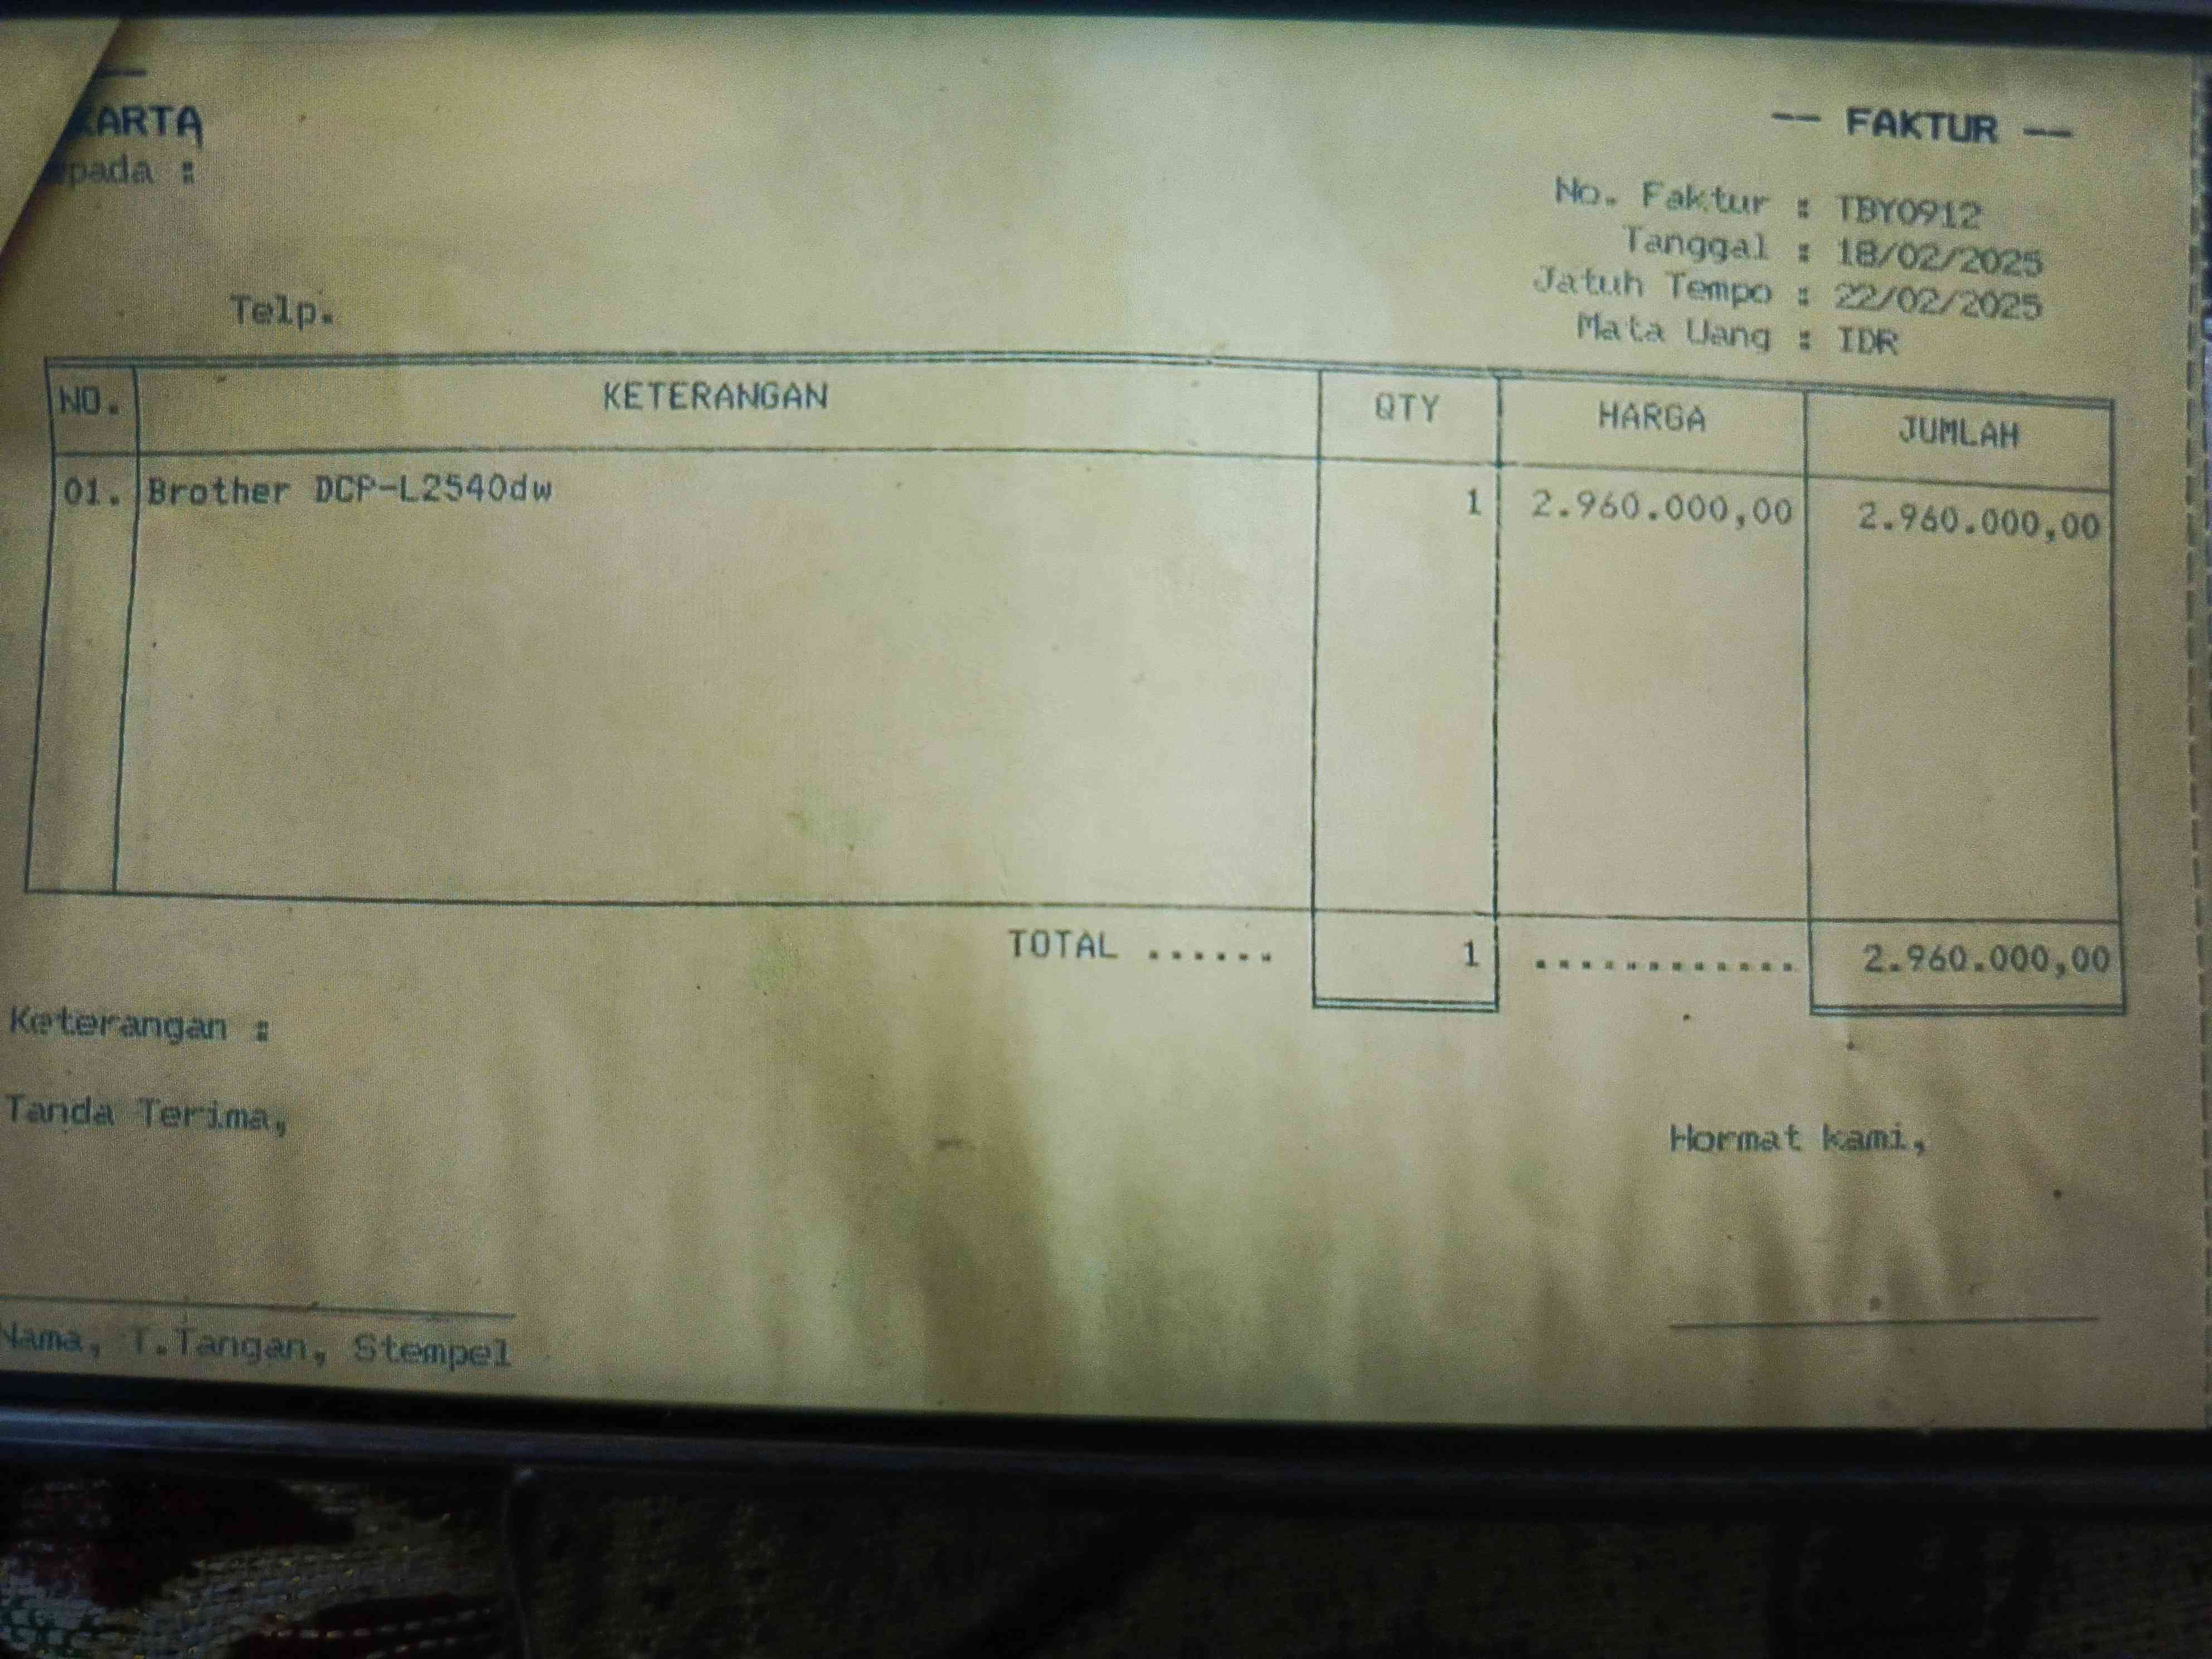 -- FAKTUR --
KARTA
pada :
No. Faktur : TBY0912
Tanggal : 18/02/2025
Jatuh Tempo : 22/02/2025
Mata Uang : IDR
Telp.
NO. KETERANGAN QTY HARGA JUMLAH
01. Brother DCP-L2540dw 1 2.960.000,00 2.960.000,00
TOTAL ...... 1 ............ 2.960.000,00
Keterangan :
Tanda Terima,
Hormat kami,
Nama, T.Tangan, Stempel